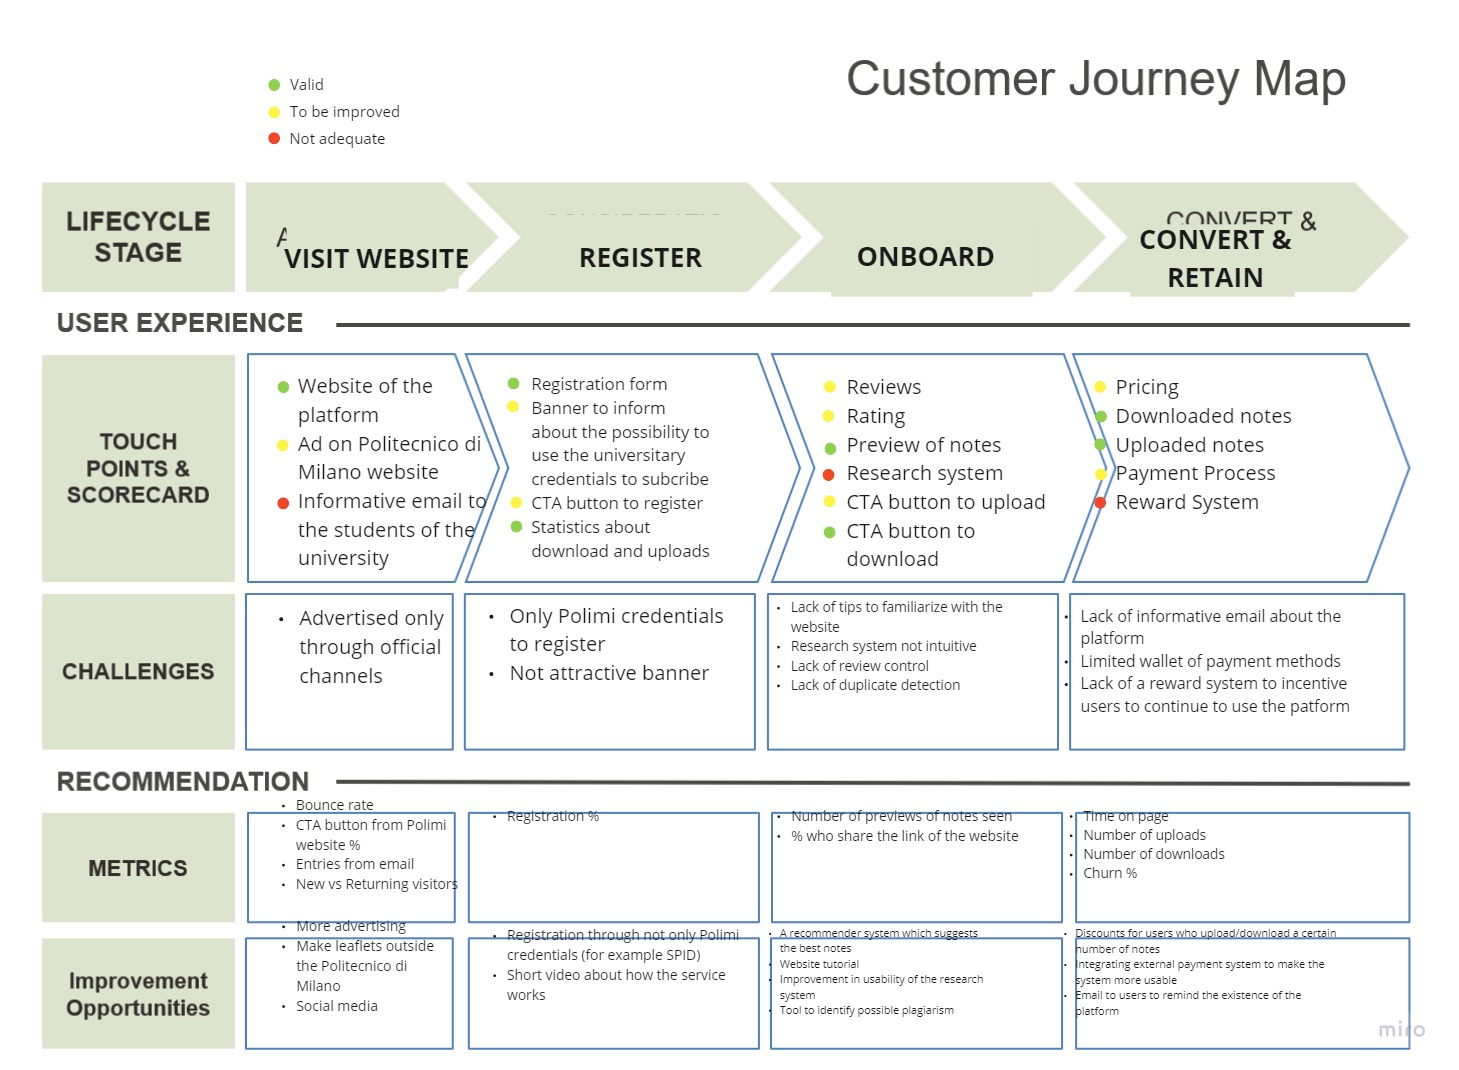 Customer Journey Map
Valid
To be improved
Not adequate
LIFECYCLE
STAGE
VISIT WEBSITE
REGISTER
ONBOARD
CONVERT &
CONVERT &
RETAIN
USER EXPERIENCE
TOUCH
POINTS &
SCORECARD
Website of the
platform
Ad on Politecnico di
Milano website
Informative email to
the students of the
university
Registration form
Banner to inform
about the possibility to
use the universitary
credentials to subcribe
CTA button to register
Statistics about
download and uploads
Reviews
Rating
Preview of notes
Research system
CTA button to upload
CTA button to
download
Pricing
Downloaded notes
Uploaded notes
Payment Process
Reward System
CHALLENGES
• Advertised only
through official
channels
• Only Polimi credentials
to register
• Not attractive banner
• Lack of tips to familiarize with the
website
• Research system not intuitive
• Lack of review control
• Lack of duplicate detection
• Lack of informative email about the
platform
• Limited wallet of payment methods
• Lack of a reward system to incentive
users to continue to use the patform
RECOMMENDATION
METRICS
• Bounce rate
• CTA button from Polimi
website %
• Entries from email
• New vs Returning visitors
• Registration %
• Number of previews of notes seen
• % who share the link of the website
• Time on page
• Number of uploads
• Number of downloads
• Churn %
Improvement
Opportunities
• More advertising
• Make leaflets outside
the Politecnico di
Milano
• Social media
• Registration through not only Polimi
credentials (for example SPID)
• Short video about how the service
works
• A recommender system which suggests
the best notes
• Website tutorial
• Improvement in usability of the research
system
• Tool to identify possible plagiarism
• Discounts for users who upload/download a certain
number of notes
• Integrating external payment system to make the
system more usable
• Email to users to remind the existence of the
platform
miro